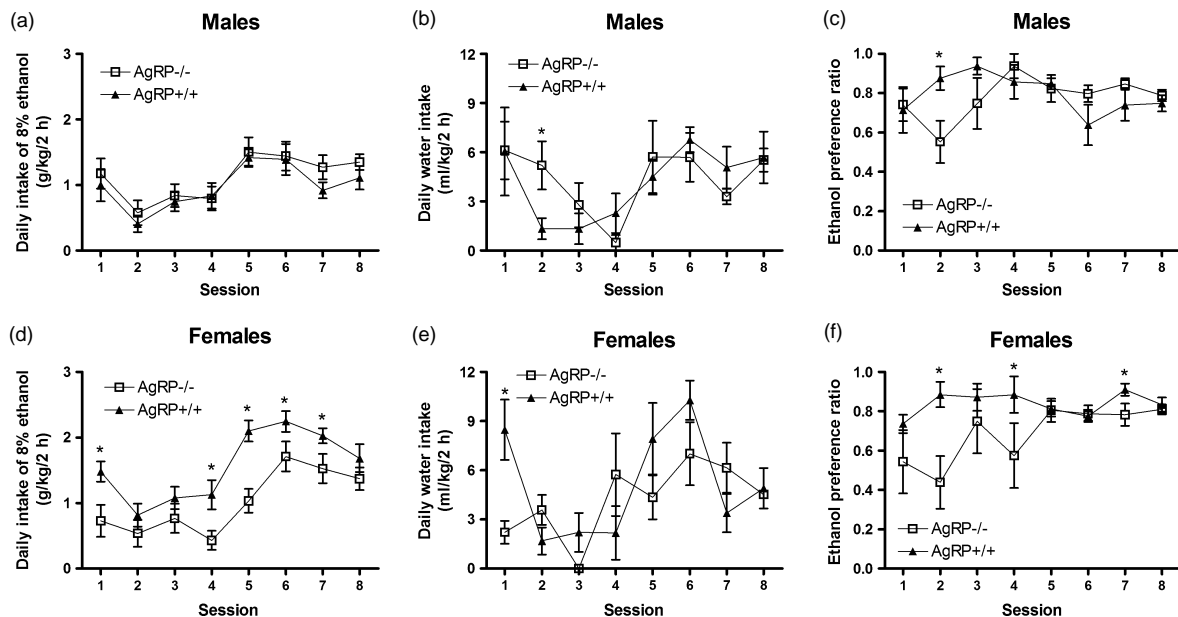 (a)
Males
Daily intake of 8% ethanol
(g/kg/2 h)
3
2
1
0
AgRP-/-
AgRP+/+
1 2 3 4 5 6 7 8
Session
(b)
Males
Daily water intake
(ml/kg/2 h)
12
9
6
3
0
AgRP-/-
AgRP+/+
*
1 2 3 4 5 6 7 8
Session
(c)
Males
Ethanol preference ratio
1.0
0.8
0.6
0.4
0.2
0.0
*
AgRP-/-
AgRP+/+
1 2 3 4 5 6 7 8
Session
(d)
Females
Daily intake of 8% ethanol
(g/kg/2 h)
3
2
1
0
AgRP-/-
AgRP+/+
* * * * *
1 2 3 4 5 6 7 8
Session
(e)
Females
Daily water intake
(ml/kg/2 h)
12
9
6
3
0
*
AgRP-/-
AgRP+/+
1 2 3 4 5 6 7 8
Session
(f)
Females
Ethanol preference ratio
1.0
0.8
0.6
0.4
0.2
0.0
* * *
AgRP-/-
AgRP+/+
1 2 3 4 5 6 7 8
Session